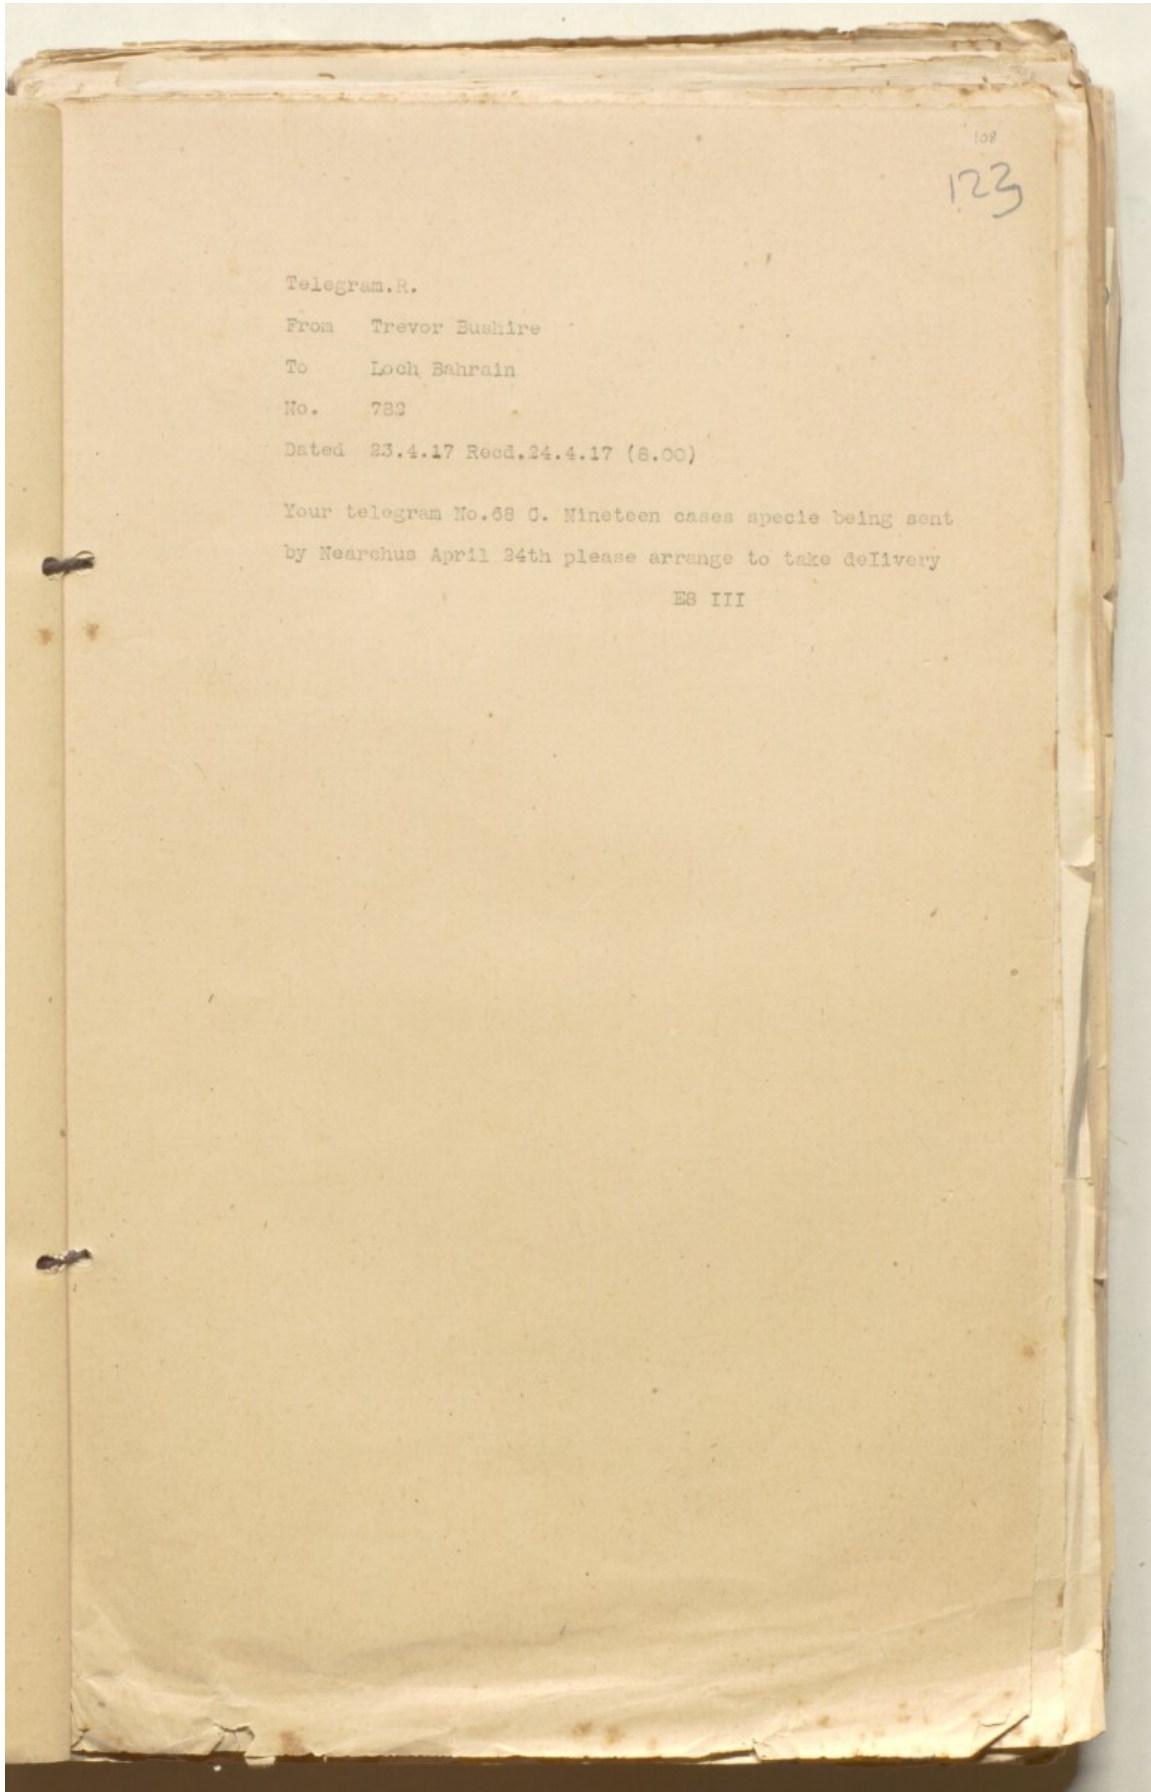 108
123
Telegram.R.
From Trevor Bushire
To Loch Bahrain
No. 782
Dated 23.4.17 Recd.24.4.17 (8.00)
Your telegram No.68 C. Nineteen cases specie being sent
by Nearchus April 24th please arrange to take deIivery
E8 III